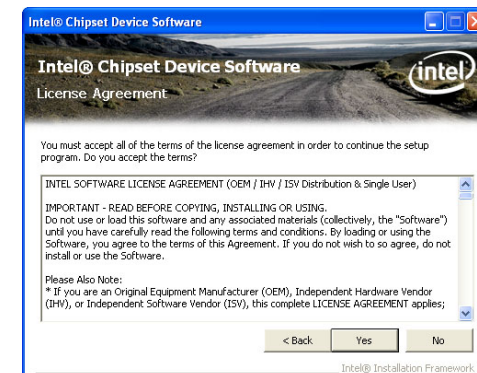 Intel® Chipset Device Software
Intel® Chipset Device Software
intel
License Agreement
You must accept all of the terms of the license agreement in order to continue the setup
program. Do you accept the terms?
INTEL SOFTWARE LICENSE AGREEMENT (OEM / IHV / ISV Distribution & Single User)
IMPORTANT - READ BEFORE COPYING, INSTALLING OR USING.
Do not use or load this software and any associated materials (collectively, the "Software")
until you have carefully read the following terms and conditions. By loading or using the
Software, you agree to the terms of this Agreement. If you do not wish to so agree, do not
install or use the Software.
Please Also Note:
* If you are an Original Equipment Manufacturer (OEM), Independent Hardware Vendor
(IHV), or Independent Software Vendor (ISV), this complete LICENSE AGREEMENT applies;
< Back Yes No
Intel® Installation Framework